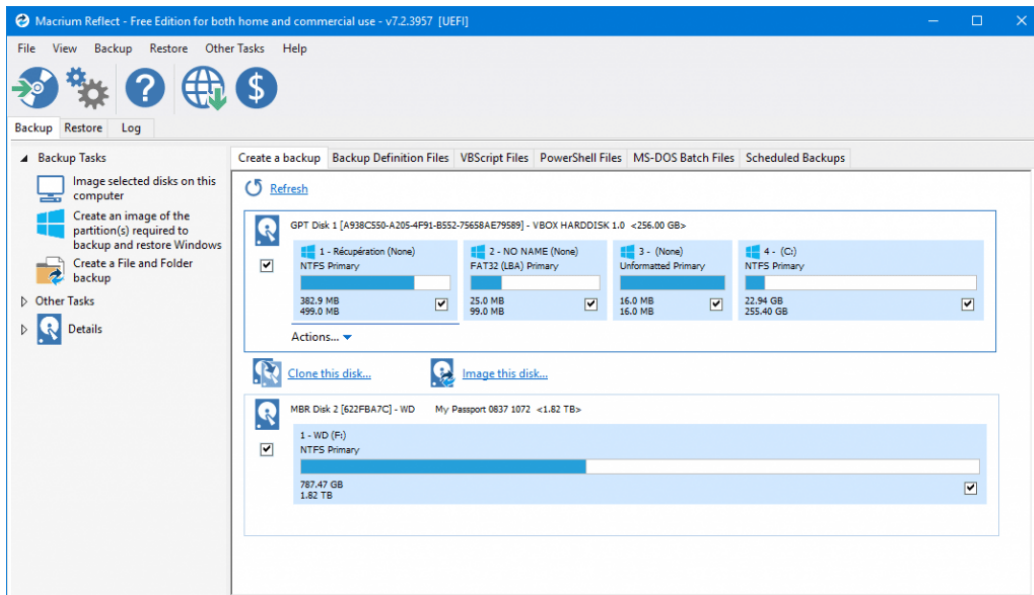 Macrium Reflect - Free Edition for both home and commercial use - v7.2.3957 [UEFI]
File View Backup Restore Other Tasks Help
Backup Restore Log
Backup Tasks
Image selected disks on this
computer
Create an image of the
partition(s) required to
backup and restore Windows
Create a File and Folder
backup
Other Tasks
Details
Create a backup Backup Definition Files VBScript Files PowerShell Files MS-DOS Batch Files Scheduled Backups
Refresh
GPT Disk 1 [A938C550-A205-4F91-B552-75658AE79589] - VBOX HARDDISK 1.0 <256.00 GB>
1 - Récupération (None)
NTFS Primary
382.9 MB
499.0 MB
2 - NO NAME (None)
FAT32 (LBA) Primary
25.0 MB
99.0 MB
3 - (None)
Unformatted Primary
16.0 MB
16.0 MB
4 - (C:)
NTFS Primary
22.94 GB
255.40 GB
Actions...
Clone this disk... Image this disk...
MBR Disk 2 [622FBA7C] - WD My Passport 0837 1072 <1.82 TB>
1 - WD (F:)
NTFS Primary
787.47 GB
1.82 TB